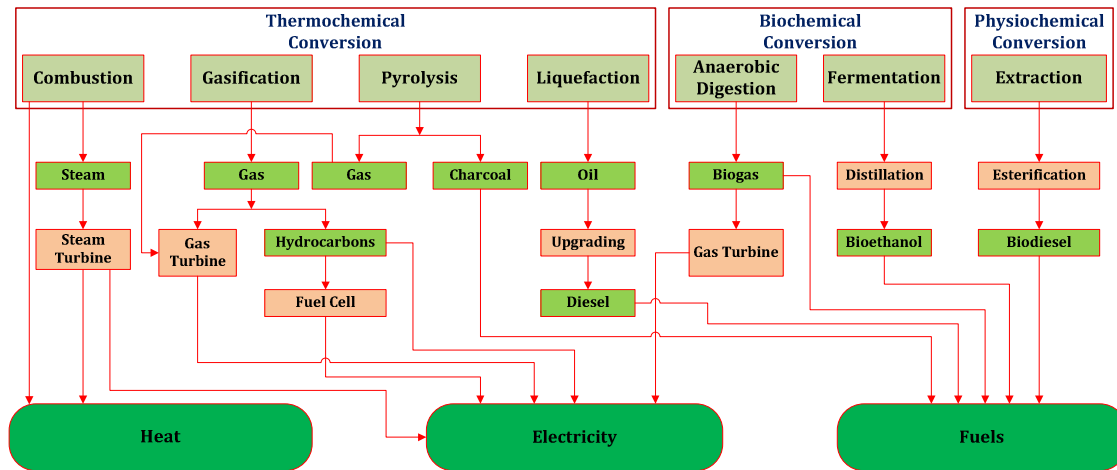 Thermochemical
Conversion
Biochemical
Conversion
Physiochemical
Conversion
Combustion
Gasification
Pyrolysis
Liquefaction
Anaerobic
Digestion
Fermentation
Extraction
Steam
Gas
Gas
Charcoal
Oil
Biogas
Distillation
Esterification
Steam
Turbine
Gas
Turbine
Hydrocarbons
Upgrading
Gas Turbine
Bioethanol
Biodiesel
Fuel Cell
Diesel
Heat
Electricity
Fuels